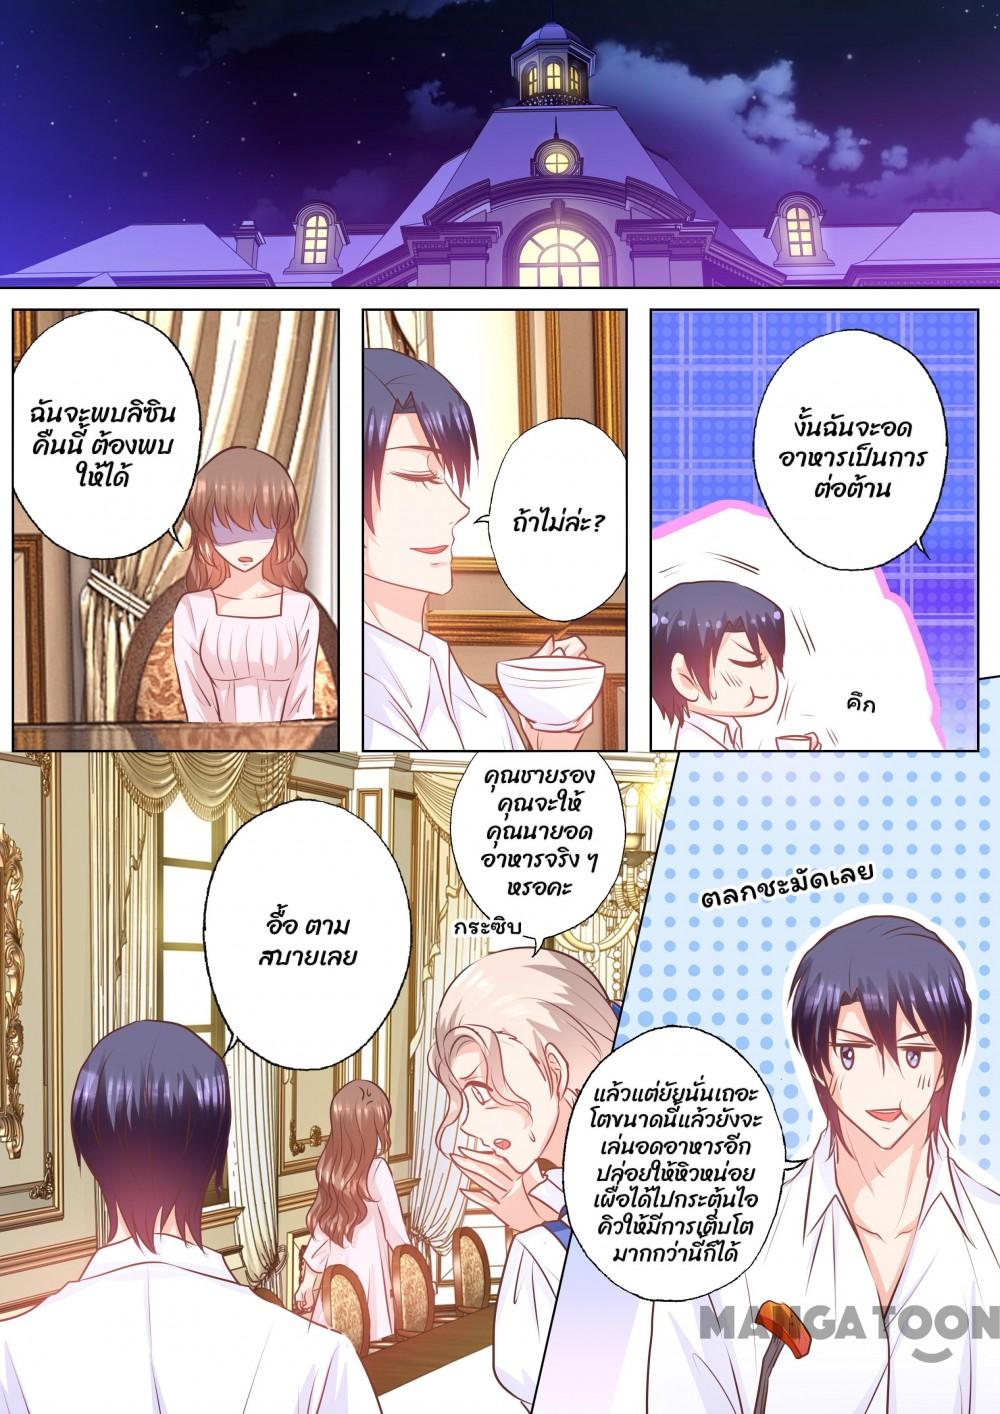 ฉันจะพบลิซิน
คืนนี้ ต้องพบ
ให้ได้
ถ้าไม่ล่ะ?
งั้นฉันจะอด
อาหารเป็นการ
ต่อต้าน
คึก
คุณชายรอง
คุณจะให้
คุณนายอด
อาหารจริง ๆ
หรอคะ
กระซิบ
อื้อ ตาม
สบายเลย
ตลกชะมัดเลย
แล้วแต่ยัยนั่นเถอะ
โตขนาดนี้แล้วยังจะ
เล่นอดอาหารอีก
ปล่อยให้หิวหน่อย
เผื่อได้ไปกระตุ้นไอ
คิวให้มีการเติบโต
มากกว่านี้ก็ได้
MANGATOON